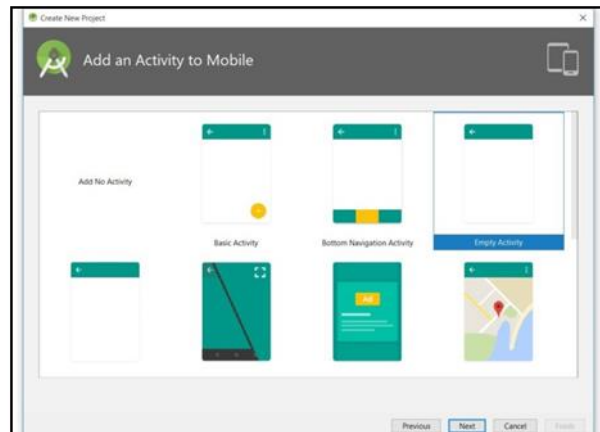 Create New Project
Add an Activity to Mobile
Add No Activity
Basic Activity
Bottom Navigation Activity
Empty Activity
Ad
Previous
Next
Cancel
Finish